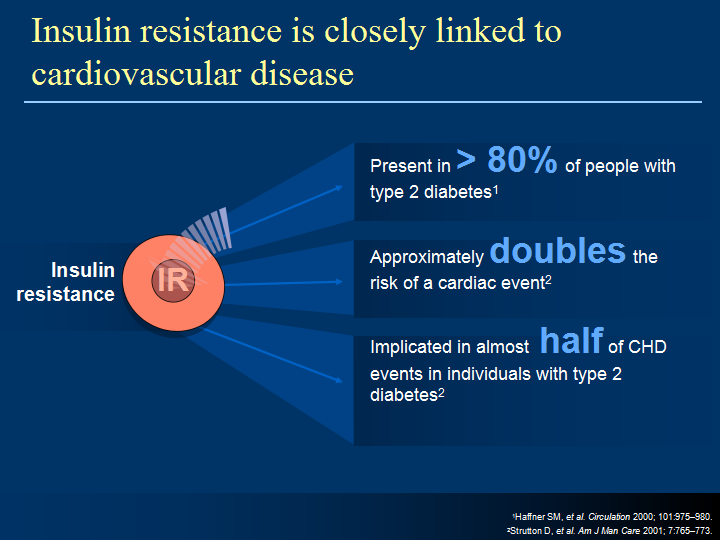 Insulin resistance is closely linked to
cardiovascular disease
Insulin
resistance
IR
Present in > 80% of people with
type 2 diabetes¹
Approximately doubles the
risk of a cardiac event²
Implicated in almost half of CHD
events in individuals with type 2
diabetes²
¹Haffner SM, et al. Circulation 2000; 101:975–980.
²Strutton D, et al. Am J Man Care 2001; 7:765–773.